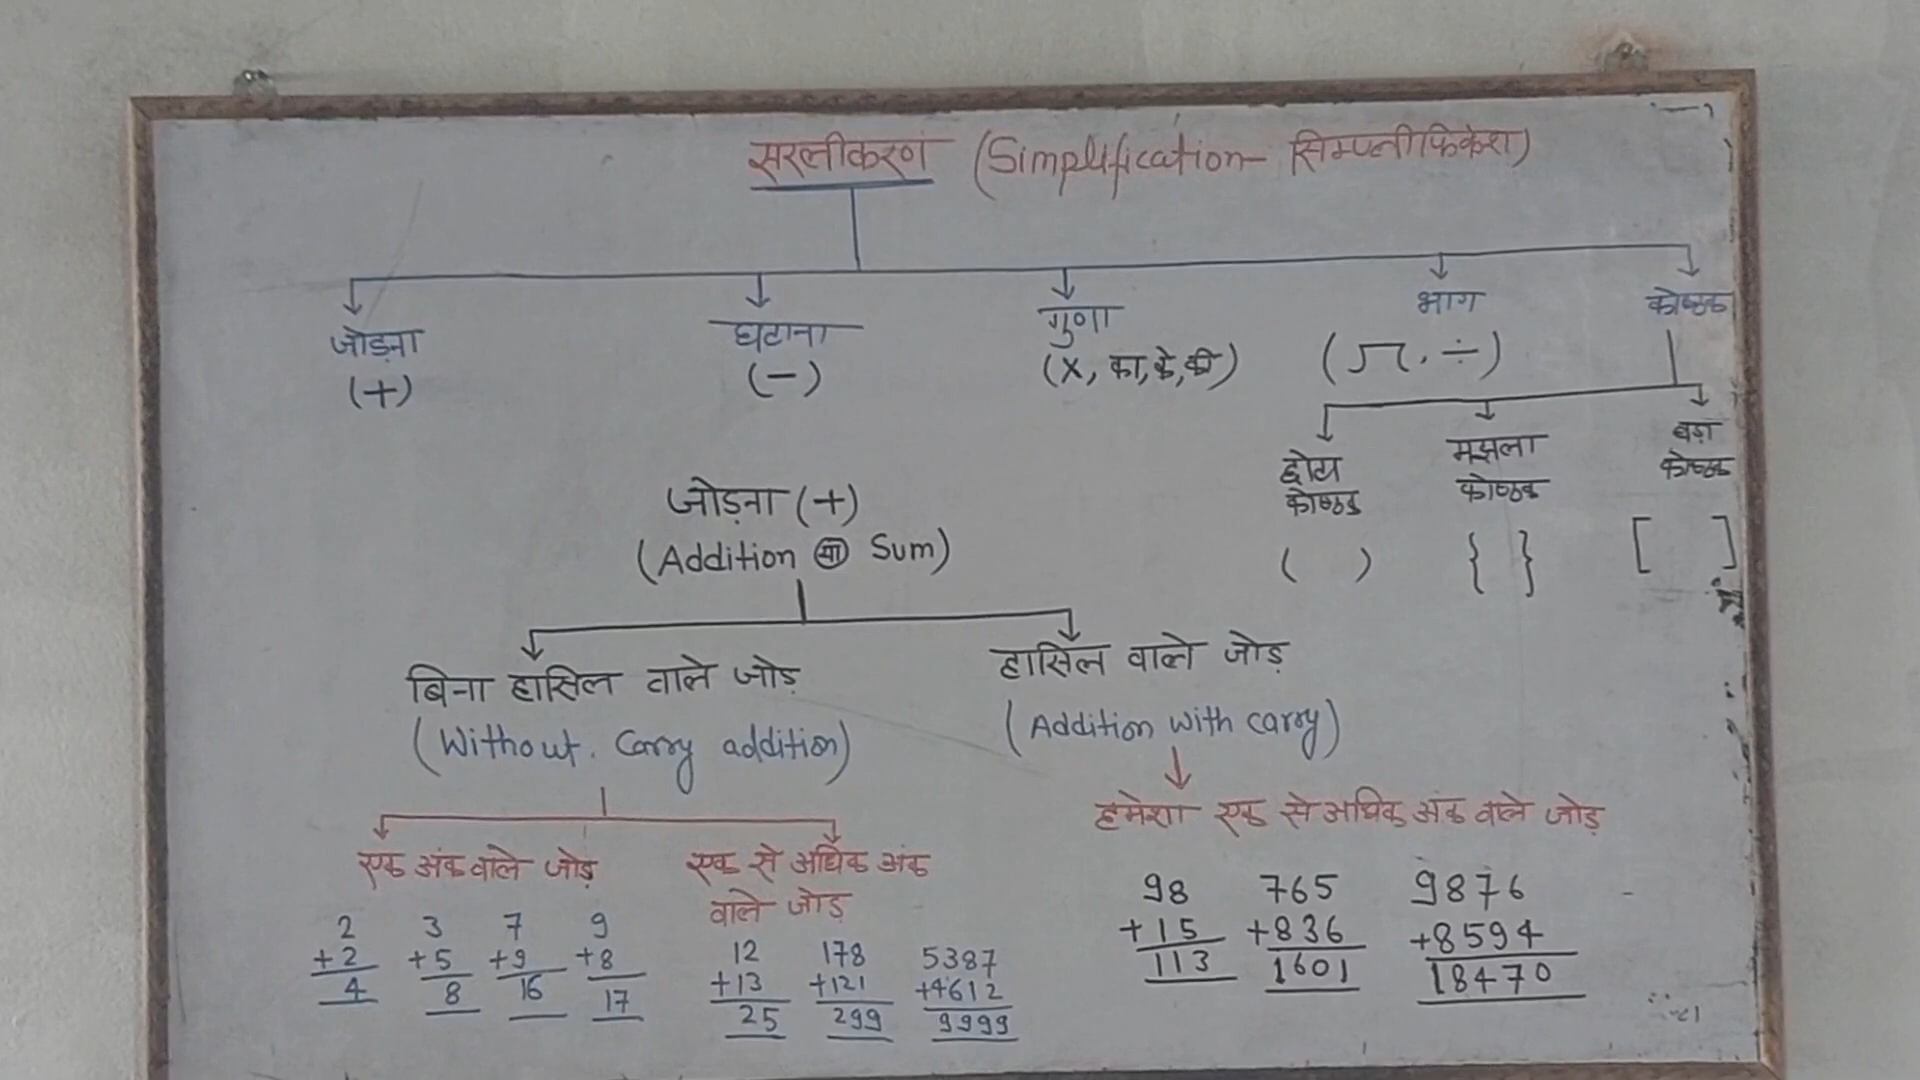 सरलीकरण (Simplification- सिम्पलीफिकेश)
जोड़ना
(+)
घटाना
(-)
गुणा
(x, का, के, की)
भाग
(÷)
कोष्ठक
छोटा
कोष्ठक
( )
मझला
कोष्ठक
{ }
बड़ा
कोष्ठक
[ ]
जोड़ना (+)
(Addition या Sum)
बिना हासिल वाले जोड़
(Without. Carry addition)
हासिल वाले जोड़
(Addition with carry)
एक अंक वाले जोड़
2
+2
4
3
+5
8
7
+9
16
9
+8
17
एक से अधिक अंक
वाले जोड़
12
+13
25
178
+121
299
5387
+4612
9999
हमेशा एक से अधिक अंक वाले जोड़
98
+15
113
765
+836
1601
9876
+8594
18470